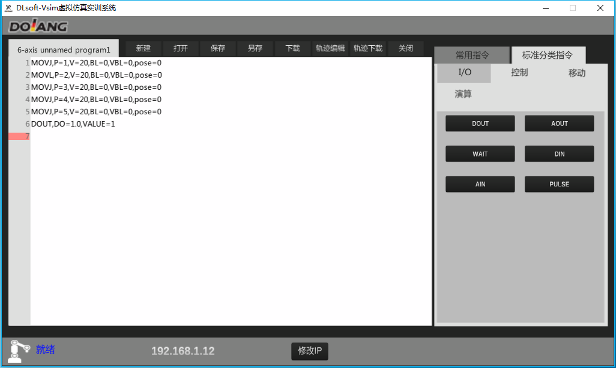 DLsoft-Vsim虚拟仿真实训系统
DOLANG
6-axis unnamed program1 新建 打开 保存 另存 下载 轨迹编辑 轨迹下载 关闭
常用指令 标准分类指令
I/O 控制 移动
演算
1 MOVJ,P=1,V=20,BL=0,VBL=0,pose=0
2 MOVL,P=2,V=20,BL=0,VBL=0,pose=0
3 MOVJ,P=3,V=20,BL=0,VBL=0,pose=0
4 MOVJ,P=4,V=20,BL=0,VBL=0,pose=0
5 MOVJ,P=5,V=20,BL=0,VBL=0,pose=0
6 DOUT,DO=1.0,VALUE=1
7
DOUT AOUT
WAIT DIN
AIN PULSE
就绪 192.168.1.12 修改IP